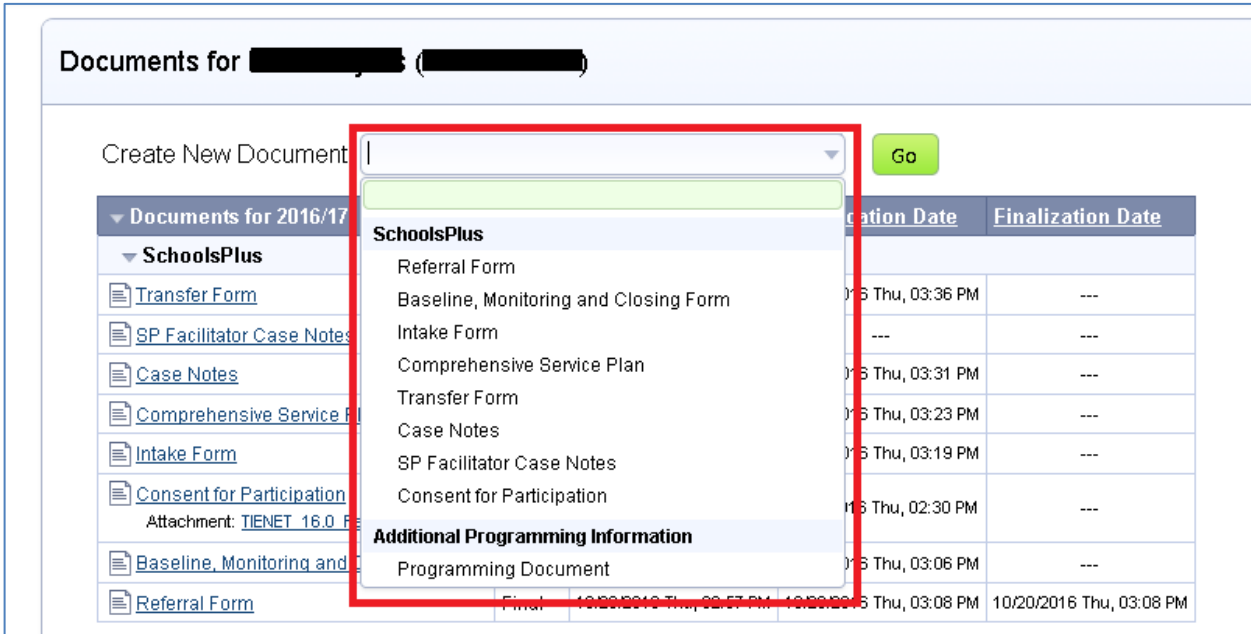 Documents for (
)
Create New Document
Go
Documents for 2016/17
ation Date
Finalization Date
SchoolsPlus
Referral Form
Baseline, Monitoring and Closing Form
Intake Form
Comprehensive Service Plan
Transfer Form
Case Notes
SP Facilitator Case Notes
Consent for Participation
Additional Programming Information
Programming Document
SchoolsPlus
Transfer Form Thu, 03:36 PM ---
SP Facilitator Case Notes --- ---
Case Notes Thu, 03:31 PM ---
Comprehensive Service Thu, 03:23 PM ---
Intake Form Thu, 03:19 PM ---
Consent for Participation Thu, 02:30 PM ---
Attachment: TIENET 16.0
Baseline, Monitoring and Thu, 03:06 PM ---
Referral Form Thu, 03:08 PM 10/20/2016 Thu, 03:08 PM